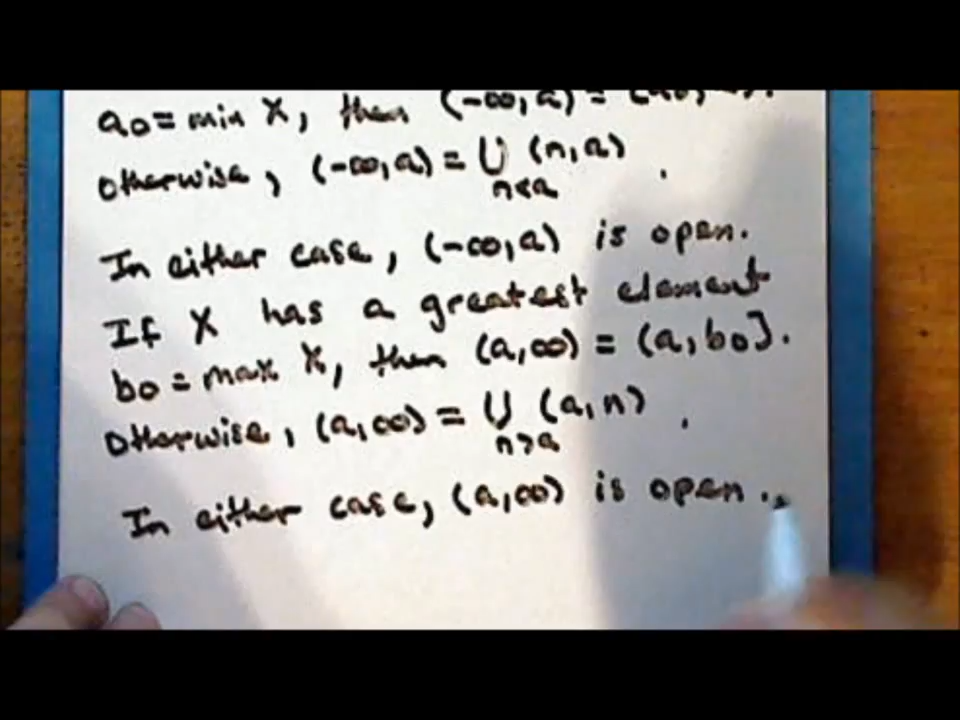 a₀ = min X, then (-∞, a) = [a₀, a).
Otherwise, (-∞, a) = ∪ (n, a) .
n<a
In either case, (-∞, a) is open.
If X has a greatest element
b₀ = max X, then (a, ∞) = (a, b₀].
Otherwise, (a, ∞) = ∪ (a, n) .
n>a
In either case, (a, ∞) is open.